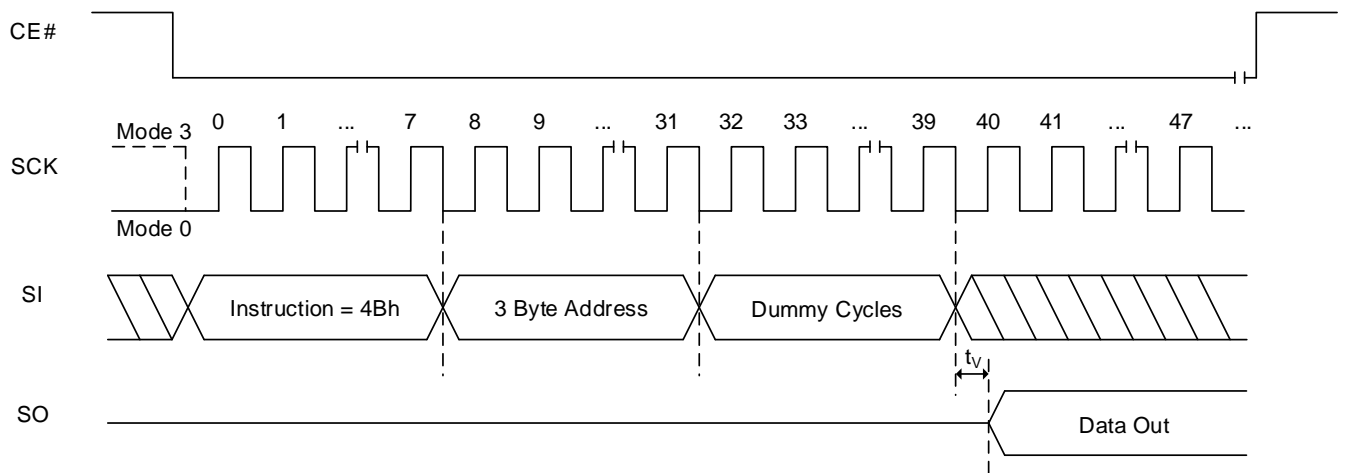 CE#
Mode 3 0 1 ... 7 8 9 ... 31 32 33 ... 39 40 41 ... 47 ...
SCK
Mode 0
SI Instruction = 4Bh 3 Byte Address Dummy Cycles
tV
SO Data Out